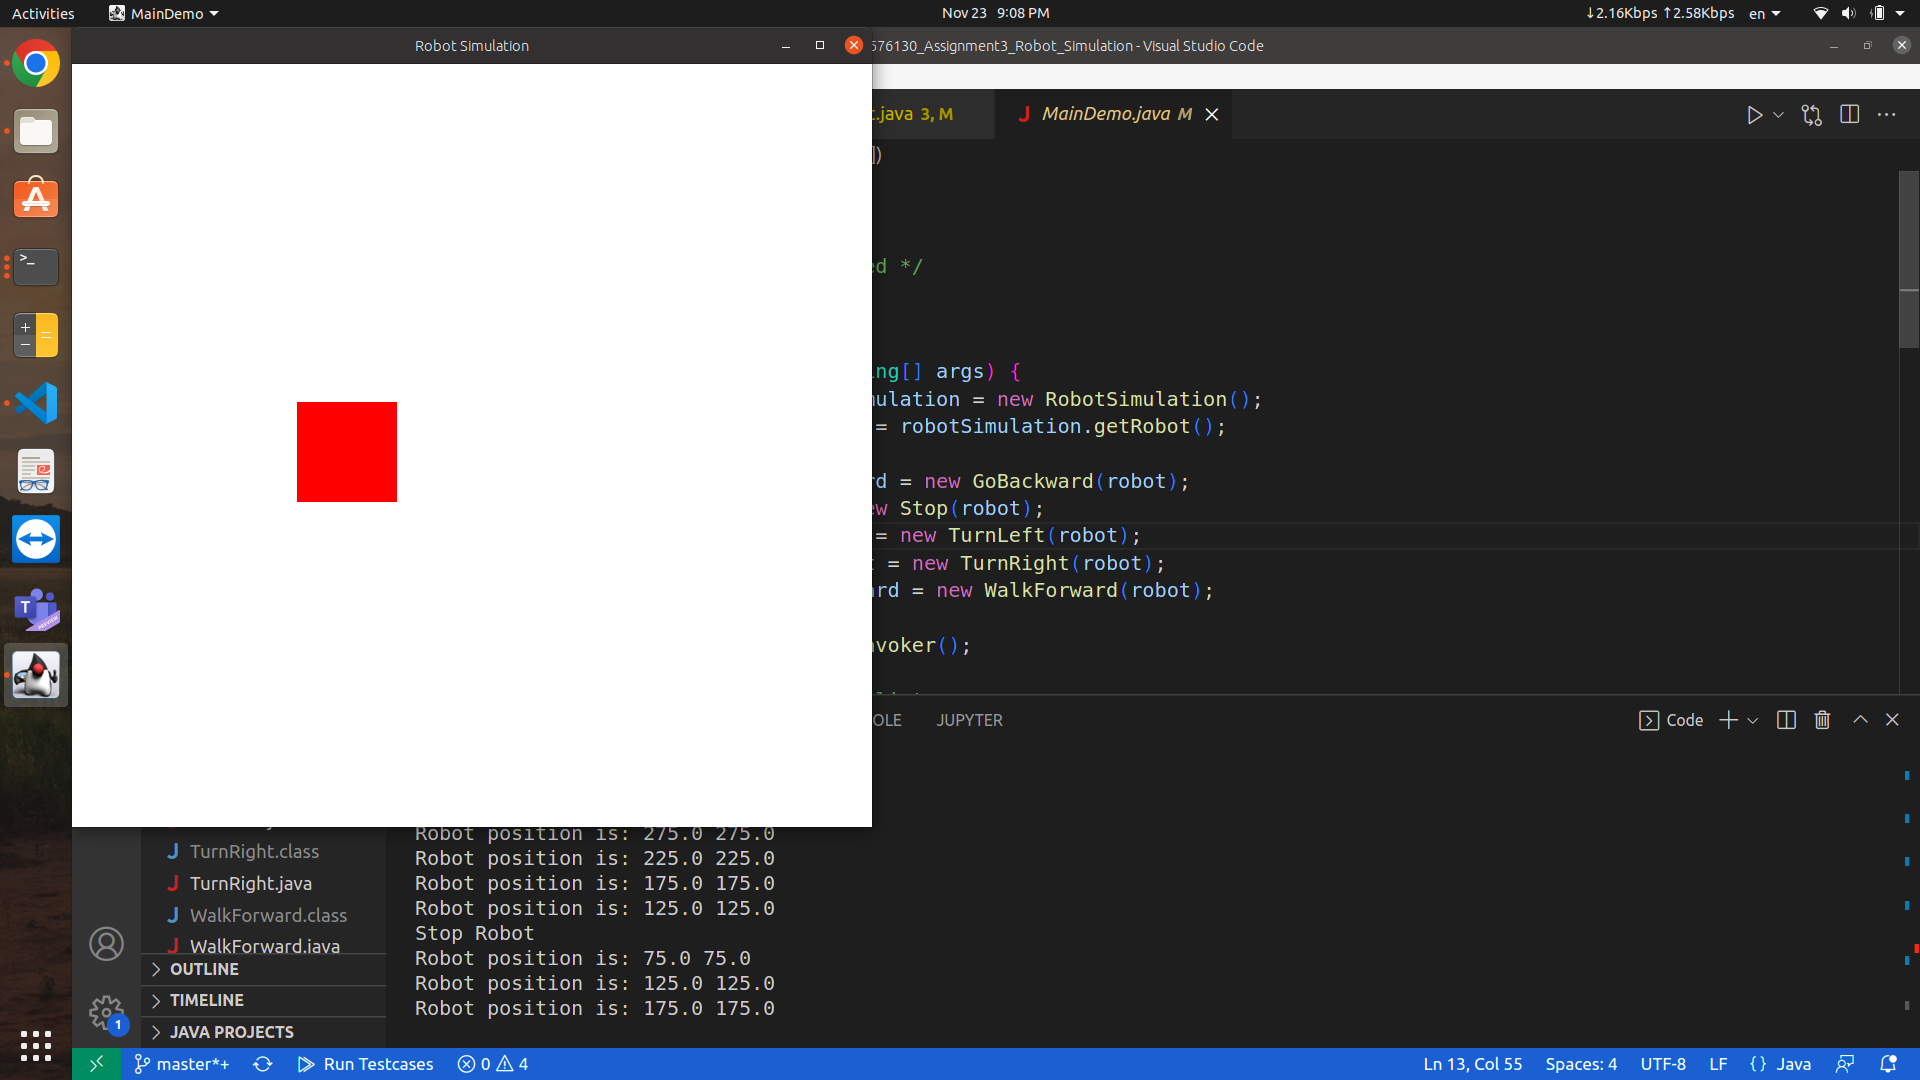 Activities
MainDemo
Nov 23 9:08 PM
↓2.16Kbps ↑2.58Kbps
en
Robot Simulation
576130_Assignment3_Robot_Simulation - Visual Studio Code
.java 3, M
MainDemo.java M
])
ed */
ng[] args) {
mulation = new RobotSimulation();
= robotSimulation.getRobot();
rd = new GoBackward(robot);
ew Stop(robot);
= new TurnLeft(robot);
t = new TurnRight(robot);
ard = new WalkForward(robot);
nvoker();
OLE
JUPYTER
Code
Robot position is: 275.0 275.0
Robot position is: 225.0 225.0
Robot position is: 175.0 175.0
Robot position is: 125.0 125.0
Stop Robot
Robot position is: 75.0 75.0
Robot position is: 125.0 125.0
Robot position is: 175.0 175.0
TurnRight.class
TurnRight.java
WalkForward.class
WalkForward.java
OUTLINE
TIMELINE
JAVA PROJECTS
1
master*+
Run Testcases
0
4
Ln 13, Col 55
Spaces: 4
UTF-8
LF
{} Java